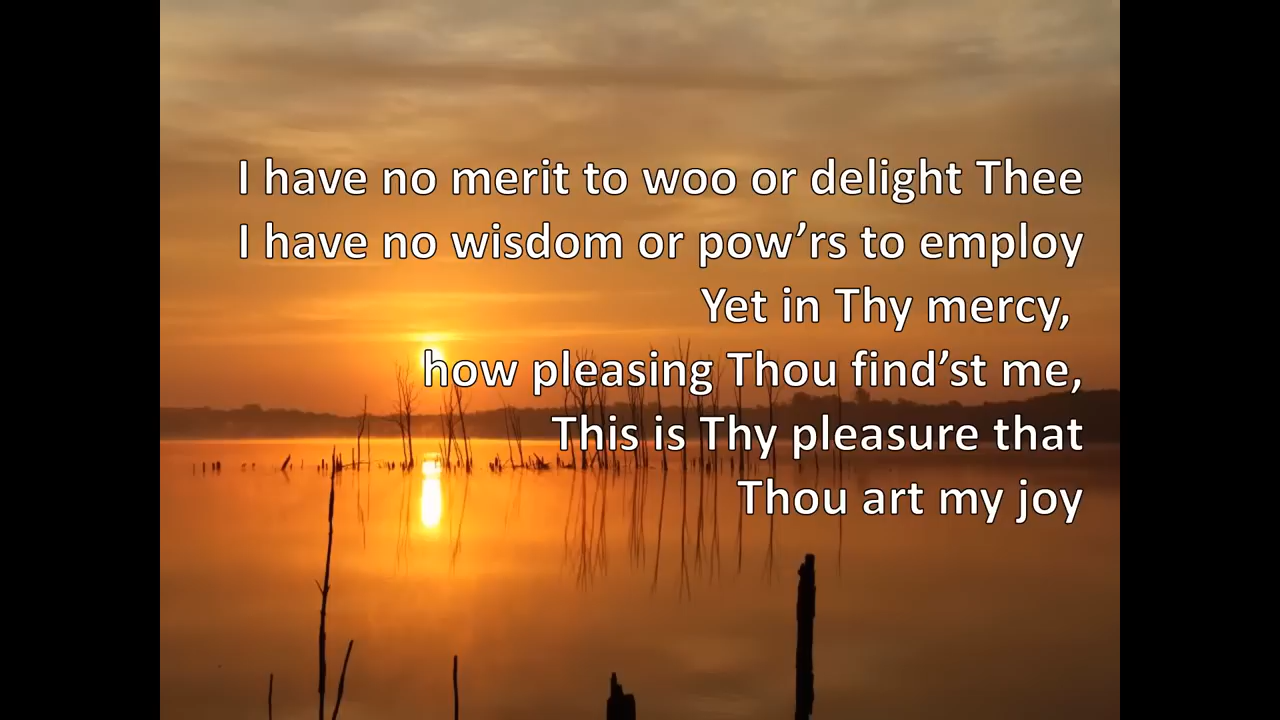 I have no merit to woo or delight Thee
I have no wisdom or pow’rs to employ
Yet in Thy mercy,
how pleasing Thou find’st me,
This is Thy pleasure that
Thou art my joy